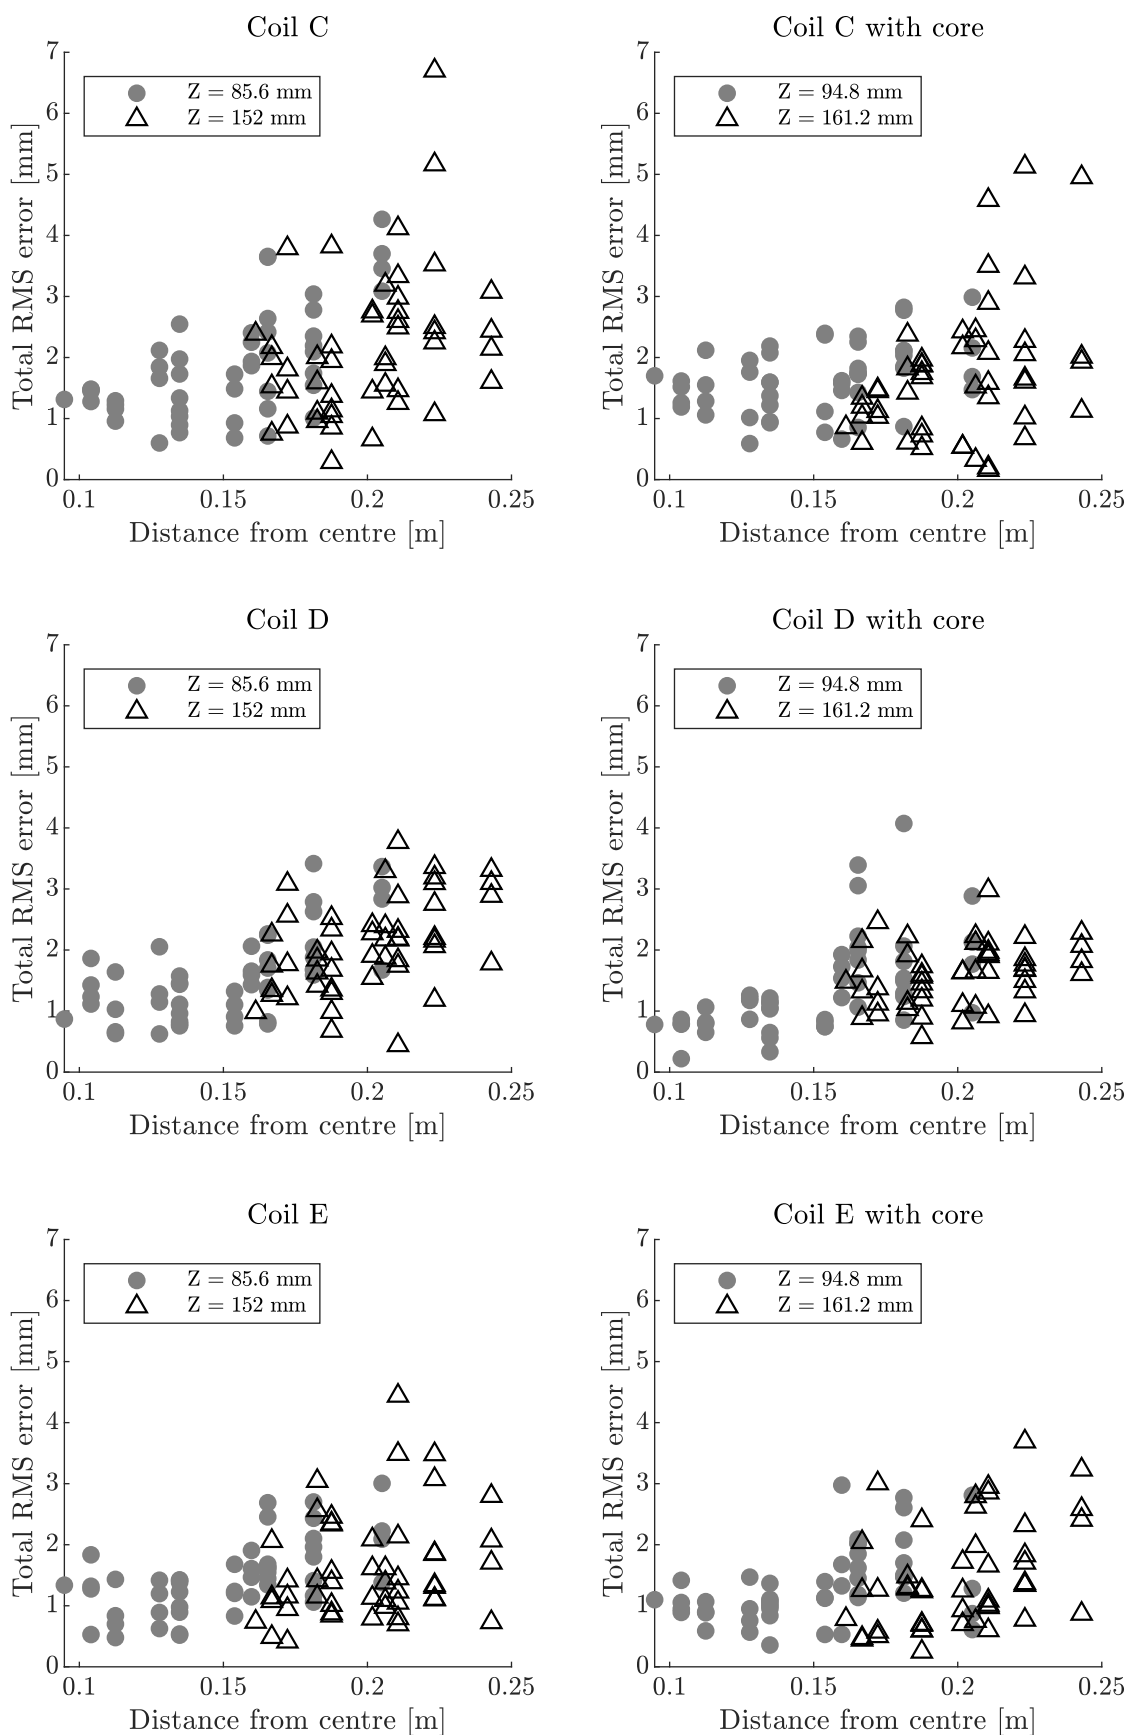 Coil C
Total RMS error [mm]
7
6
5
4
3
2
1
0
Z = 85.6 mm
Z = 152 mm
0.1 0.15 0.2 0.25
Distance from centre [m]
Coil C with core
Total RMS error [mm]
7
6
5
4
3
2
1
0
Z = 94.8 mm
Z = 161.2 mm
0.1 0.15 0.2 0.25
Distance from centre [m]
Coil D
Total RMS error [mm]
7
6
5
4
3
2
1
0
Z = 85.6 mm
Z = 152 mm
0.1 0.15 0.2 0.25
Distance from centre [m]
Coil D with core
Total RMS error [mm]
7
6
5
4
3
2
1
0
Z = 94.8 mm
Z = 161.2 mm
0.1 0.15 0.2 0.25
Distance from centre [m]
Coil E
Total RMS error [mm]
7
6
5
4
3
2
1
0
Z = 85.6 mm
Z = 152 mm
0.1 0.15 0.2 0.25
Distance from centre [m]
Coil E with core
Total RMS error [mm]
7
6
5
4
3
2
1
0
Z = 94.8 mm
Z = 161.2 mm
0.1 0.15 0.2 0.25
Distance from centre [m]